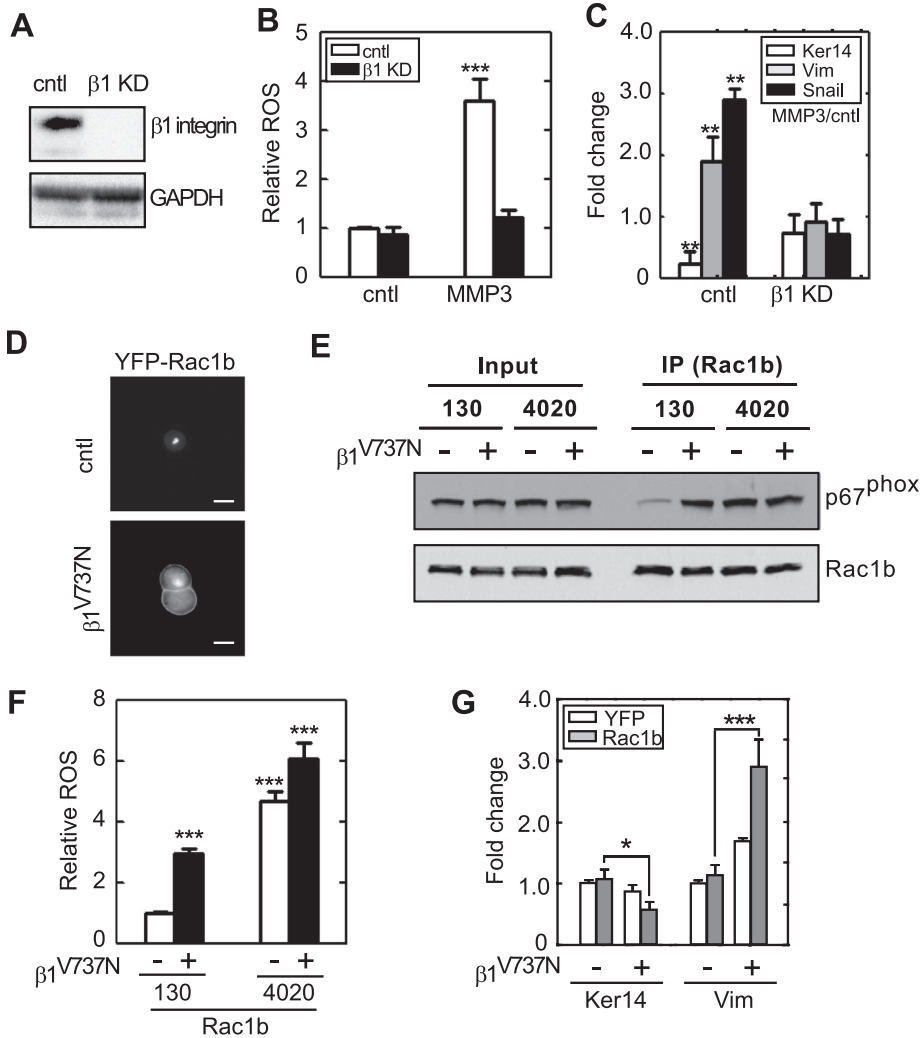 A
cntl β1 KD
β1 integrin
GAPDH
B
5
4
3
2
1
0
Relative ROS
cntl
β1 KD
***
cntl MMP3
C
4.0
3.0
2.0
1.0
0
Fold change
Ker14
Vim
Snail
MMP3/cntl
**
**
**
cntl β1 KD
D
YFP-Rac1b
cntl
β1V737N
E
Input IP (Rac1b)
130 4020 130 4020
β1V737N - + - + - + - +
p67phox
Rac1b
F
8
6
4
2
0
Relative ROS
***
***
***
β1V737N - + - +
130 4020
Rac1b
G
4.0
3.0
2.0
1.0
0
Fold change
YFP
Rac1b
*
***
β1V737N - + - +
Ker14 Vim